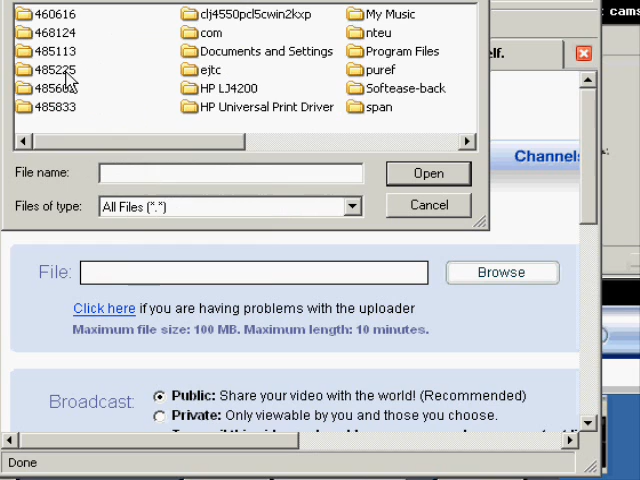 cams
460616 clj4550pcl5cwin2kxp My Music
468124 com nteu
485113 Documents and Settings Program Files
485225 ejtc puref
HP LJ4200 Softease-back
485833 HP Universal Print Driver span
elf.
Channels
File name: Open
Files of type: All Files (*.*) Cancel
File: Browse
Click here if you are having problems with the uploader
Maximum file size: 100 MB. Maximum length: 10 minutes.
Broadcast: Public: Share your video with the world! (Recommended)
Private: Only viewable by you and those you choose.
Done